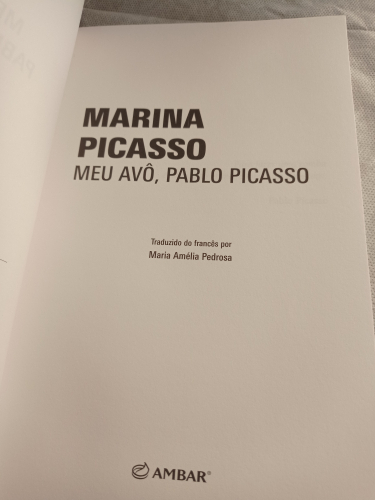 MARINA
PICASSO
MEU AVÔ, PABLO PICASSO
Traduzido do francês por
Maria Amélia Pedrosa
AMBAR®